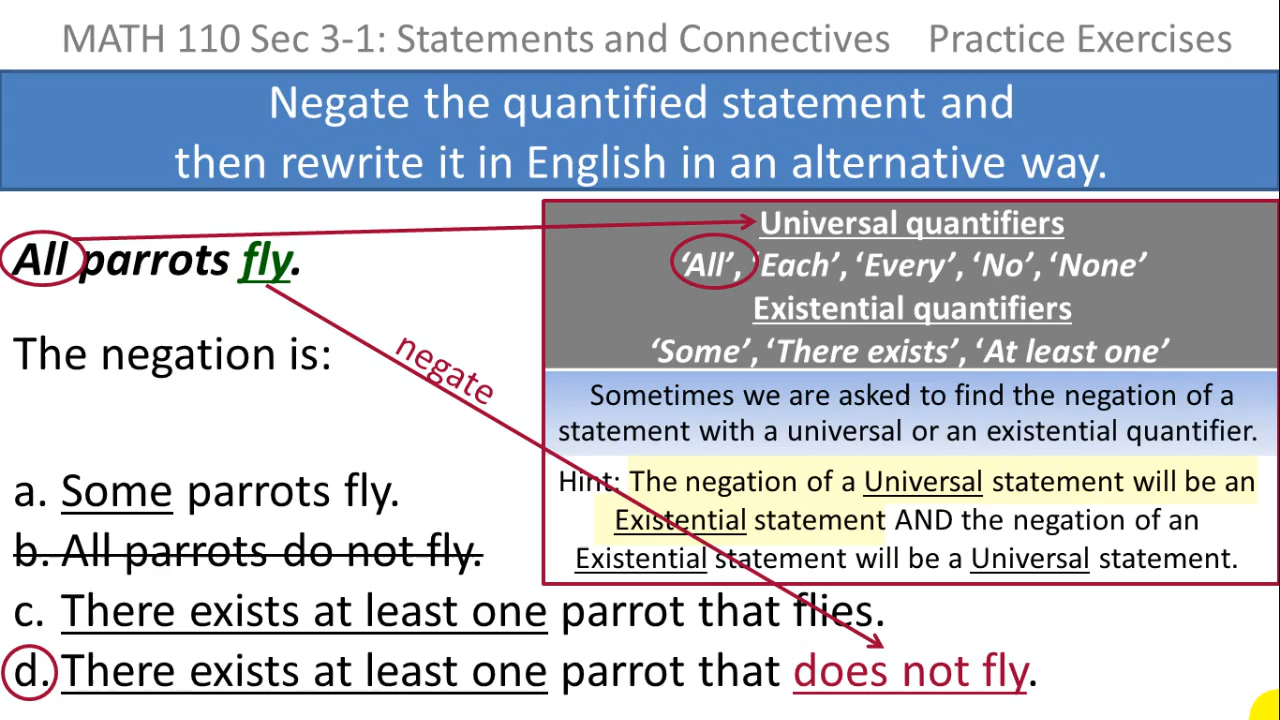 MATH 110 Sec 3-1: Statements and Connectives Practice Exercises
Negate the quantified statement and
then rewrite it in English in an alternative way.
All parrots fly.
The negation is:
negate
a. Some parrots fly.
b. All parrots do not fly.
c. There exists at least one parrot that flies.
d. There exists at least one parrot that does not fly.
Universal quantifiers
‘All’, ‘Each’, ‘Every’, ‘No’, ‘None’
Existential quantifiers
‘Some’, ‘There exists’, ‘At least one’
Sometimes we are asked to find the negation of a
statement with a universal or an existential quantifier.
Hint: The negation of a Universal statement will be an
Existential statement AND the negation of an
Existential statement will be a Universal statement.